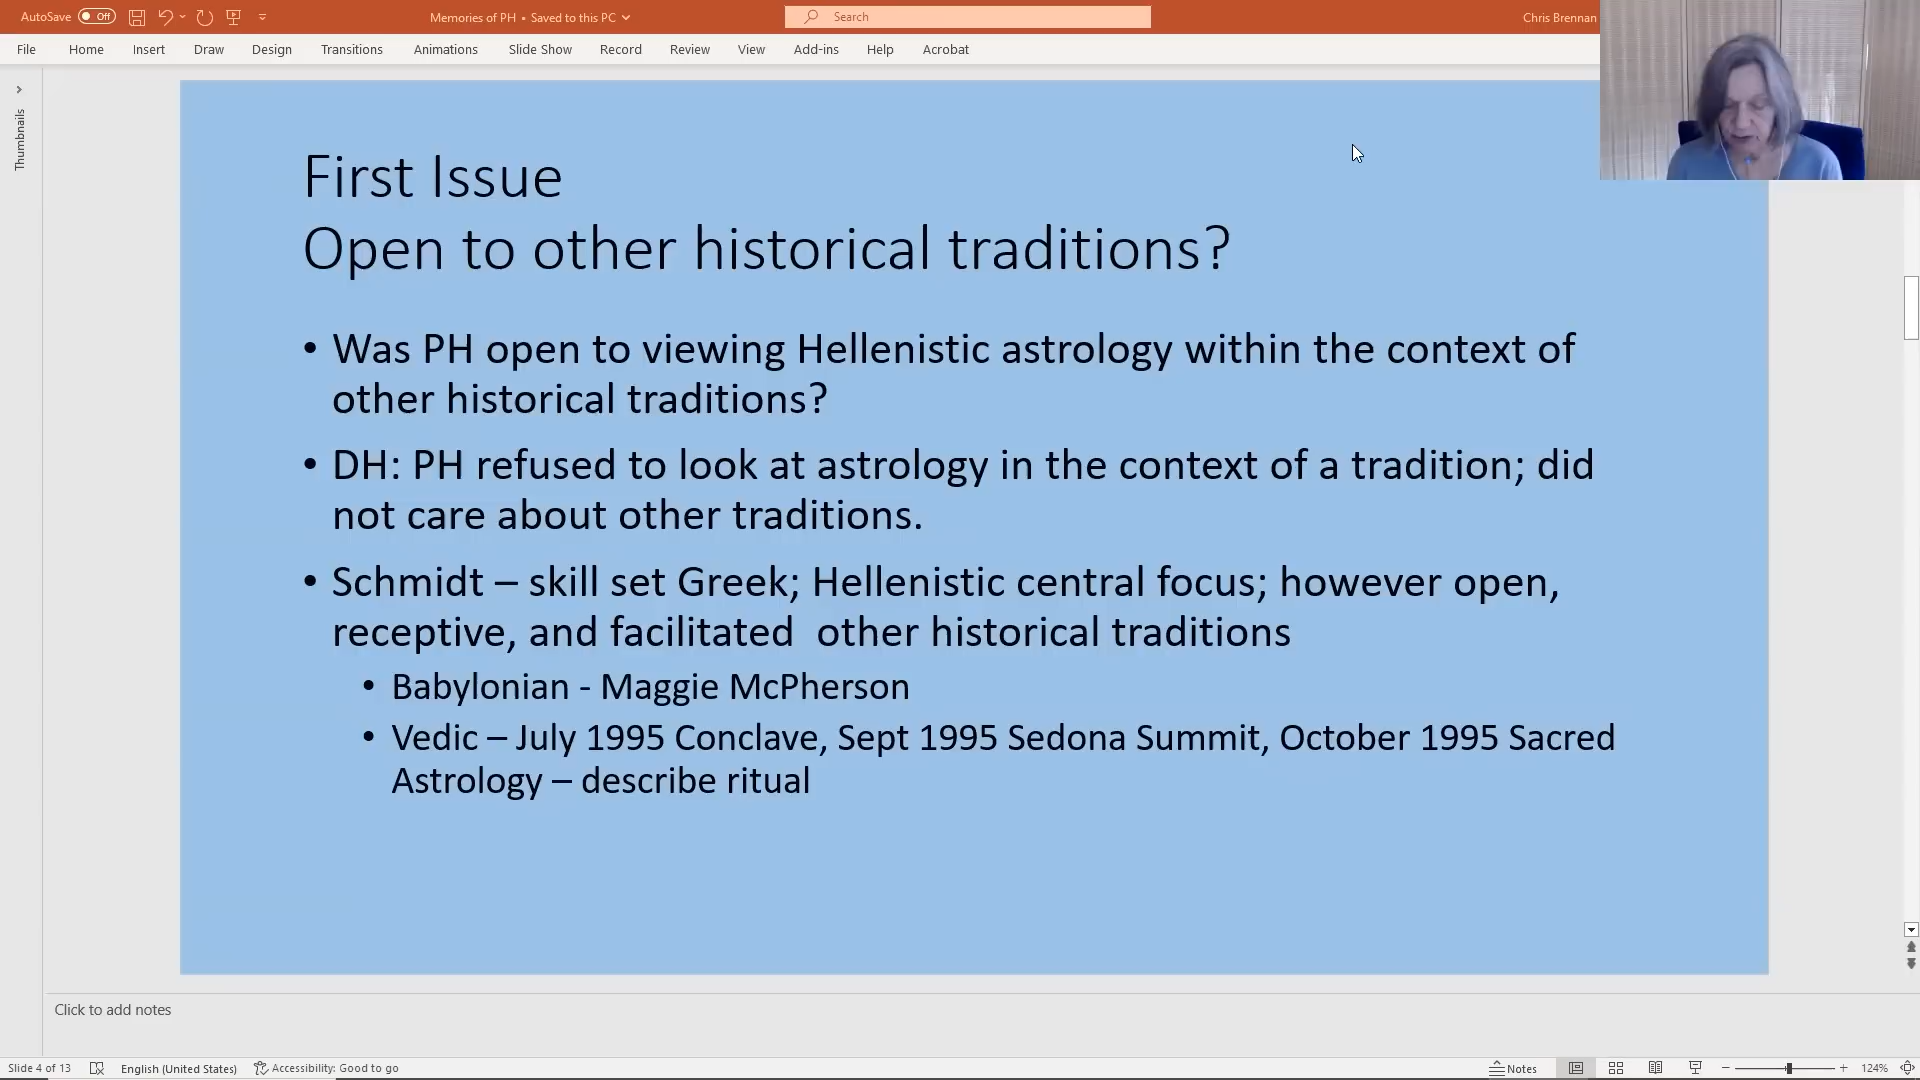 AutoSave Off Memories of PH • Saved to this PC Search Chris Brennan
File Home Insert Draw Design Transitions Animations Slide Show Record Review View Add-ins Help Acrobat
Thumbnails
First Issue
Open to other historical traditions?
• Was PH open to viewing Hellenistic astrology within the context of
other historical traditions?
• DH: PH refused to look at astrology in the context of a tradition; did
not care about other traditions.
• Schmidt – skill set Greek; Hellenistic central focus; however open,
receptive, and facilitated  other historical traditions
• Babylonian - Maggie McPherson
• Vedic – July 1995 Conclave, Sept 1995 Sedona Summit, October 1995 Sacred
Astrology – describe ritual
Click to add notes
Slide 4 of 13 English (United States) Accessibility: Good to go Notes 124%